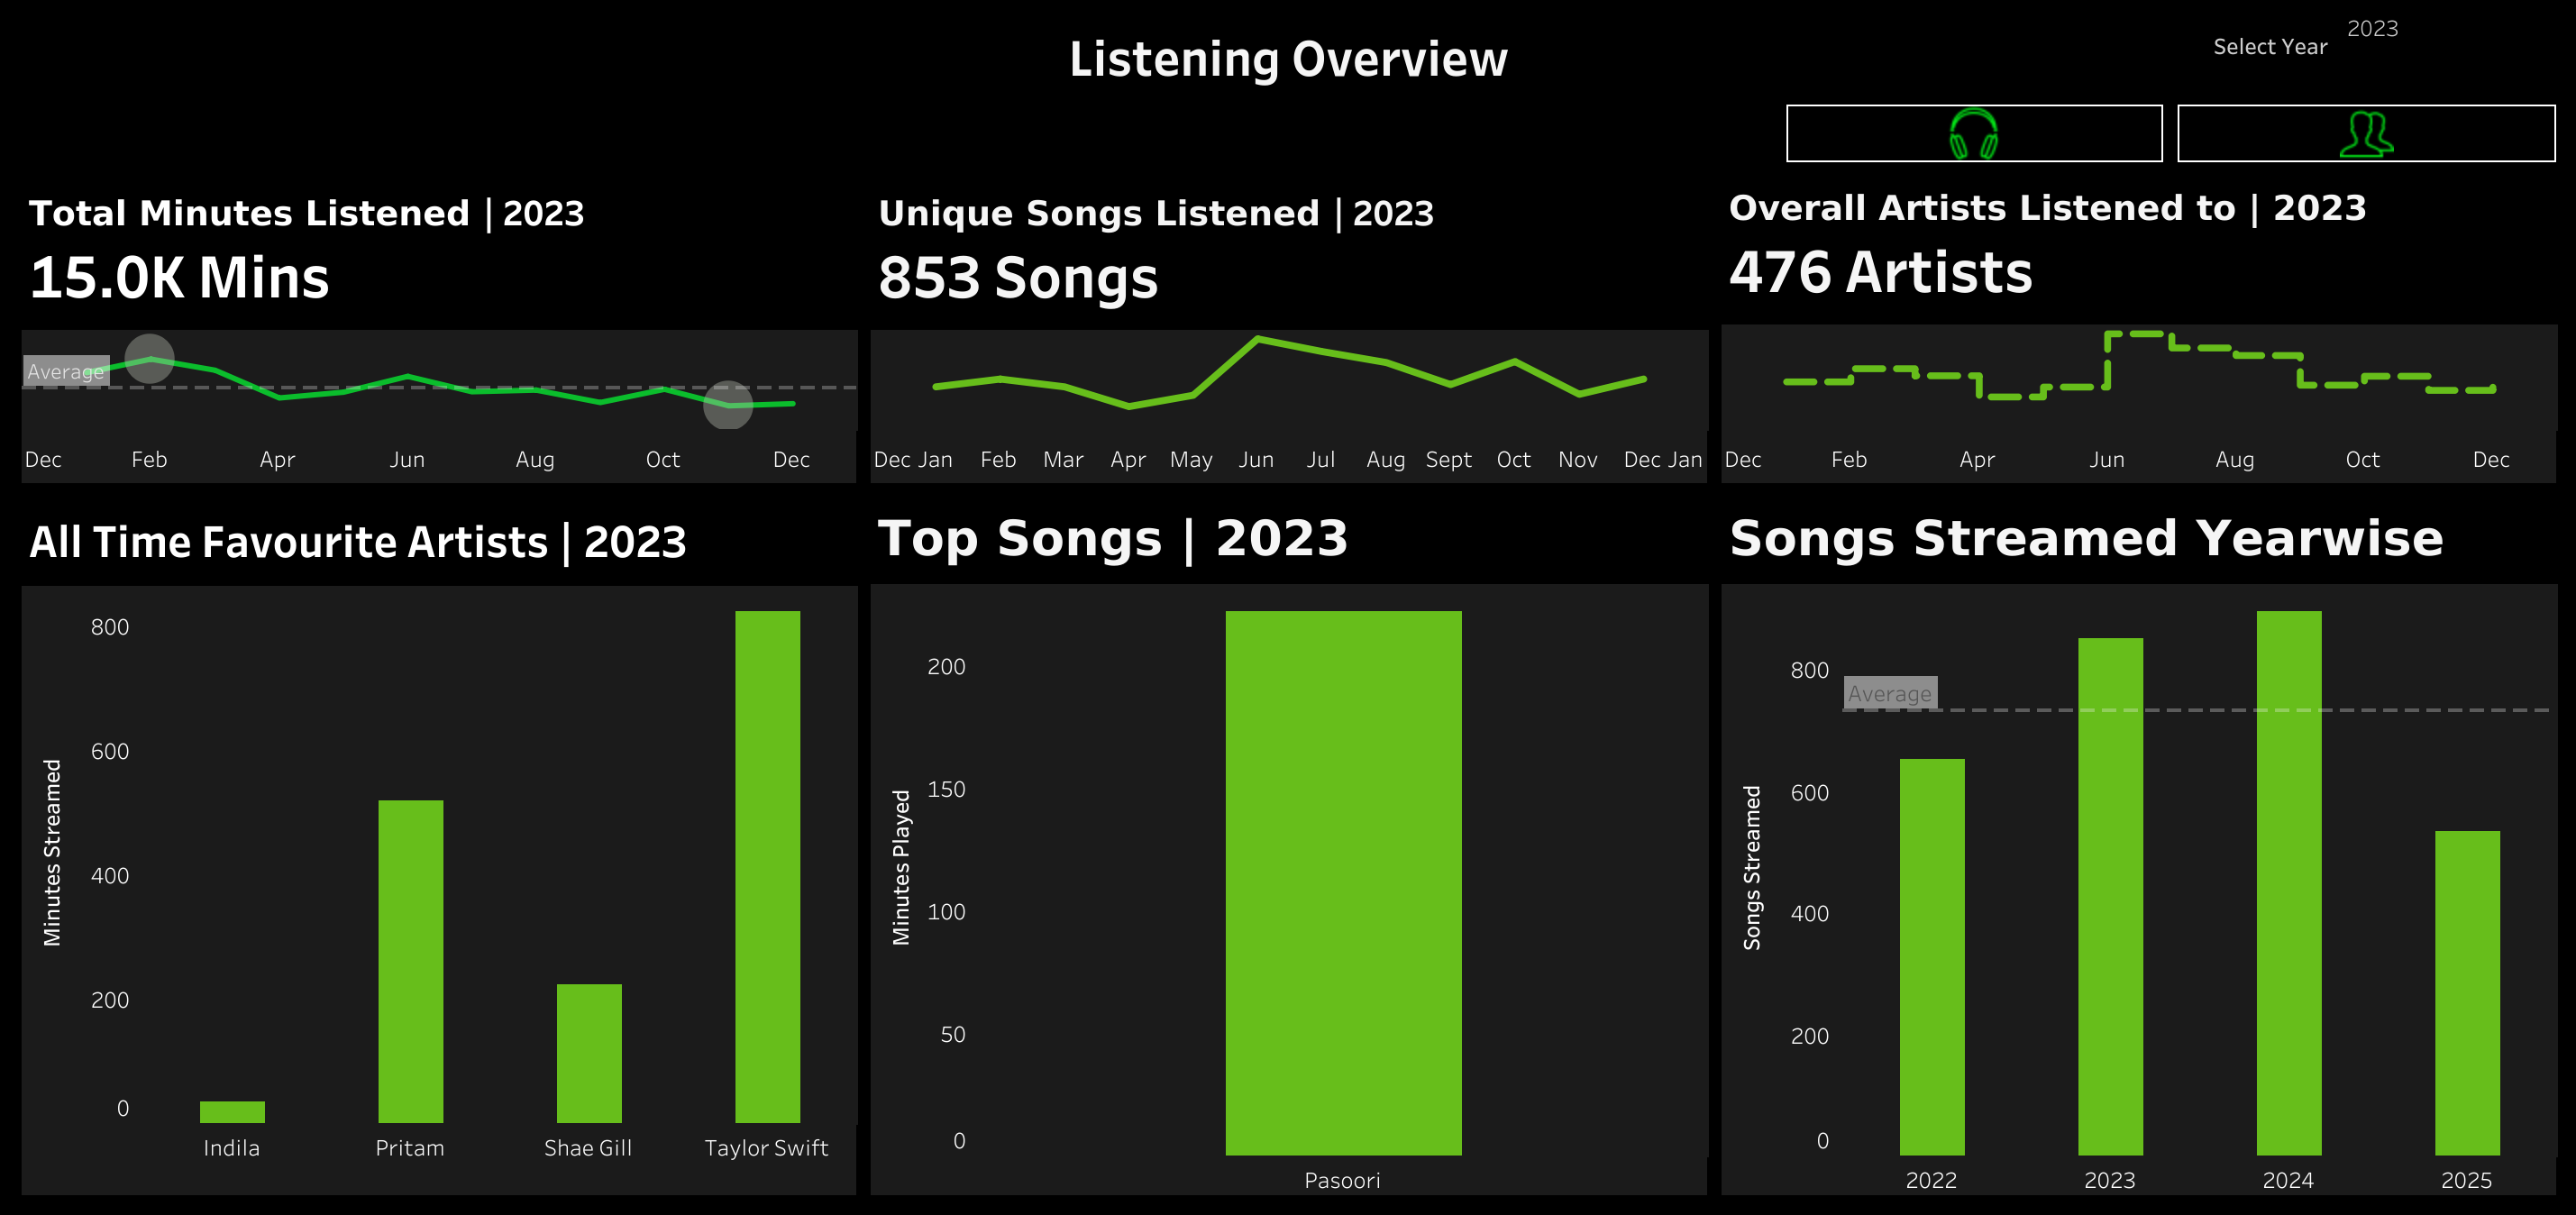 Listening Overview
Select Year
2023
Total Minutes Listened | 2023
15.0K Mins
Average
Dec Feb Apr Jun Aug Oct Dec
Unique Songs Listened | 2023
853 Songs
Dec Jan Feb Mar Apr May Jun Jul Aug Sept Oct Nov Dec Jan
Overall Artists Listened to | 2023
476 Artists
Dec Feb Apr Jun Aug Oct Dec
All Time Favourite Artists | 2023
Minutes Streamed
800
600
400
200
0
Indila Pritam Shae Gill Taylor Swift
Top Songs | 2023
Minutes Played
200
150
100
50
0
Pasoori
Songs Streamed Yearwise
Songs Streamed
800
Average
600
400
200
0
2022 2023 2024 2025